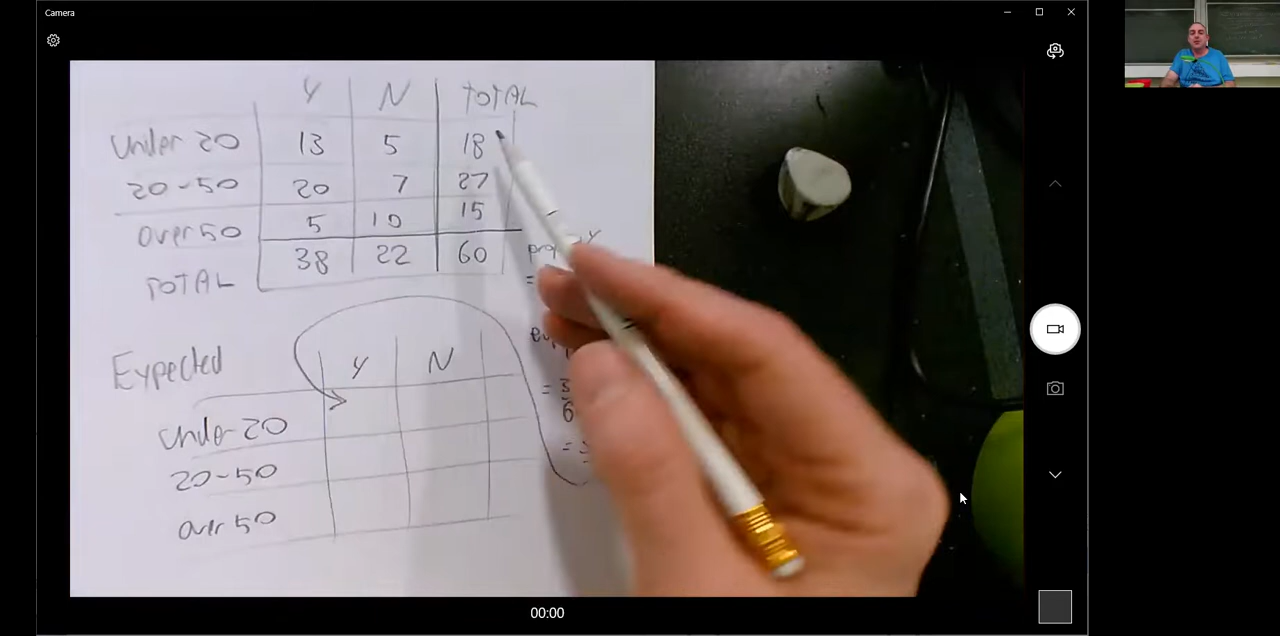 Camera
Y N TOTAL
Under 20 13 5 18
20-50 20 7 27
Over 50 5 10 15
TOTAL 38 22 60
=
Expected
Y N
Under 20
20-50
Over 50
=
=
00:00